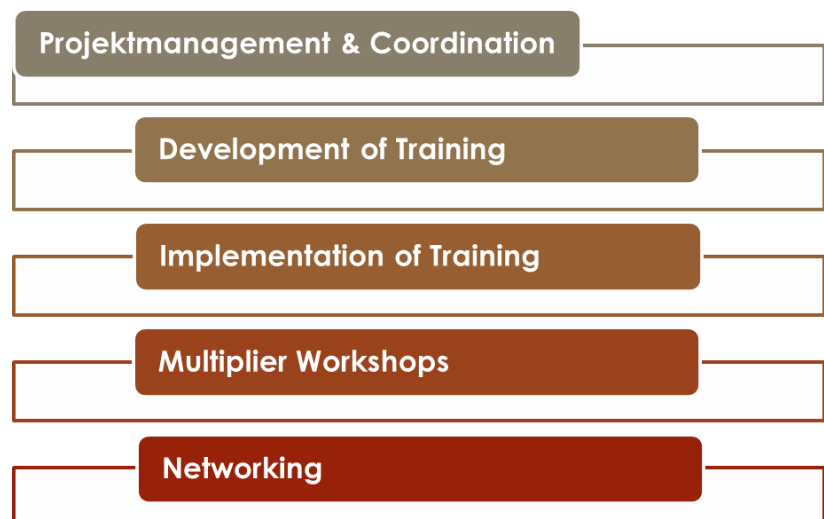 Projektmanagement & Coordination
Development of Training
Implementation of Training
Multiplier Workshops
Networking